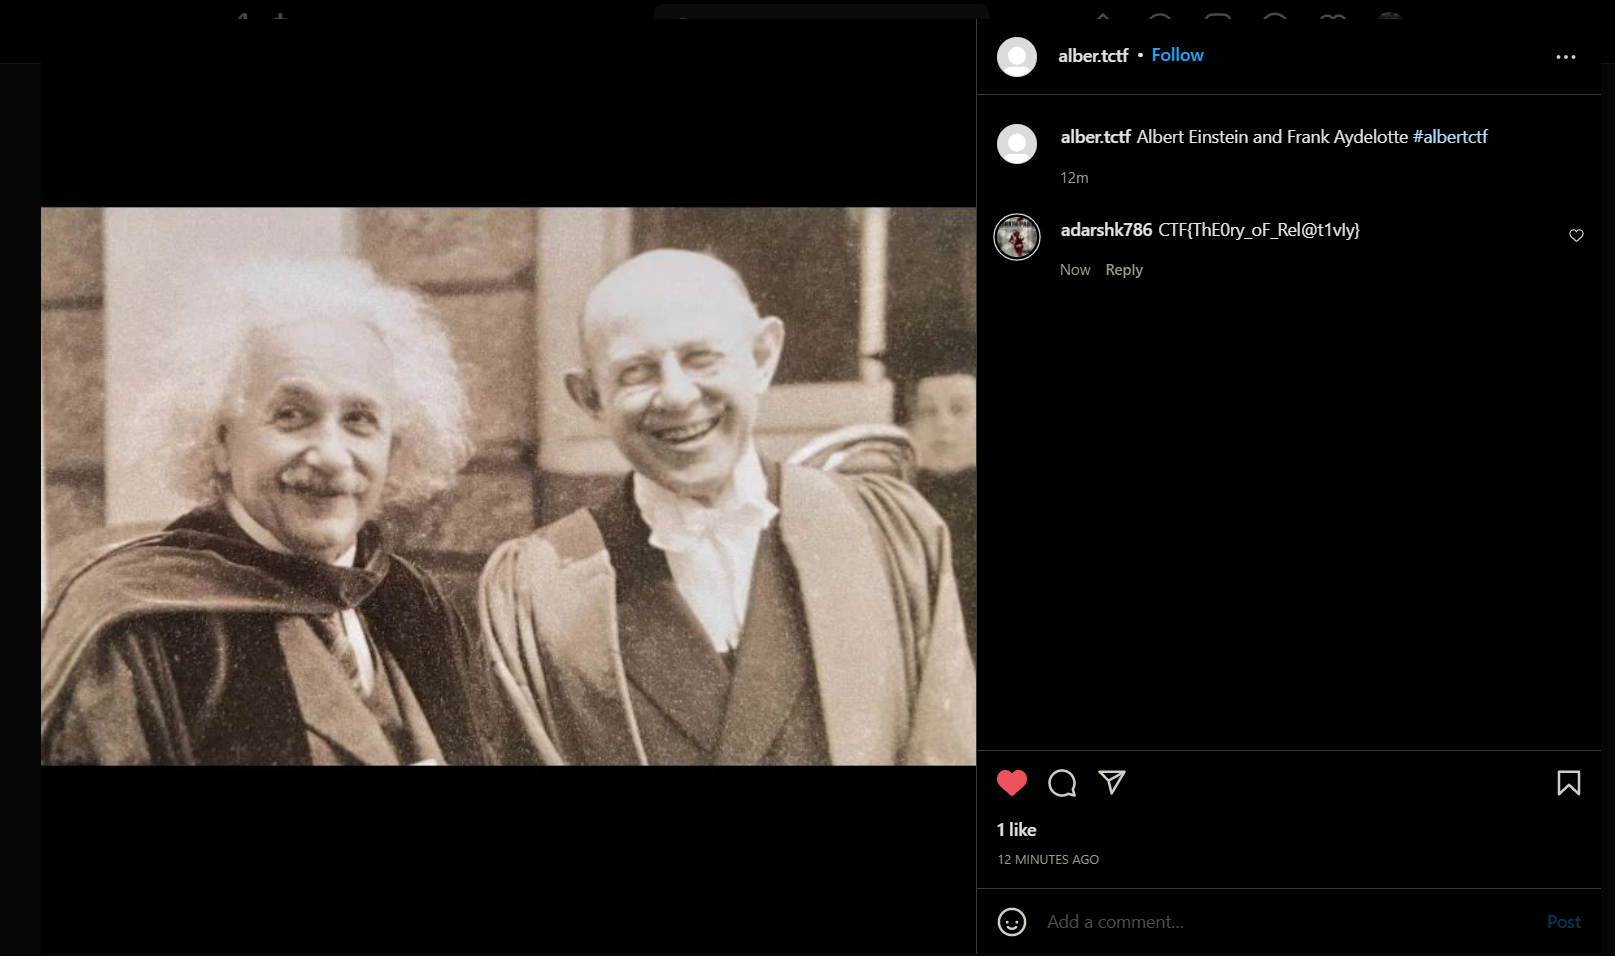 alber.tctf • Follow
alber.tctf Albert Einstein and Frank Aydelotte #albertctf
12m
adarshk786 CTF{ThE0ry_oF_Rel@t1vIy}
Now Reply
1 like
12 MINUTES AGO
Add a comment... Post